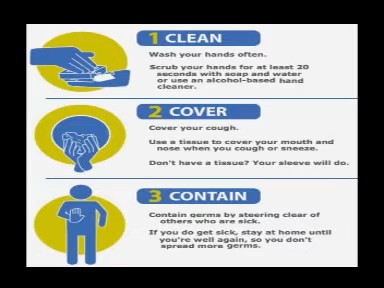 1 CLEAN
Wash your hands often.
Scrub your hands for at least 20
seconds with soap and water
or use an alcohol-based hand
cleaner.
2 COVER
Cover your cough.
Use a tissue to cover your mouth and
nose when you cough or sneeze.
Don't have a tissue? Your sleeve will do.
3 CONTAIN
Contain germs by steering clear of
others who are sick.
If you do get sick, stay at home until
you're well again, so you don't
spread more germs.